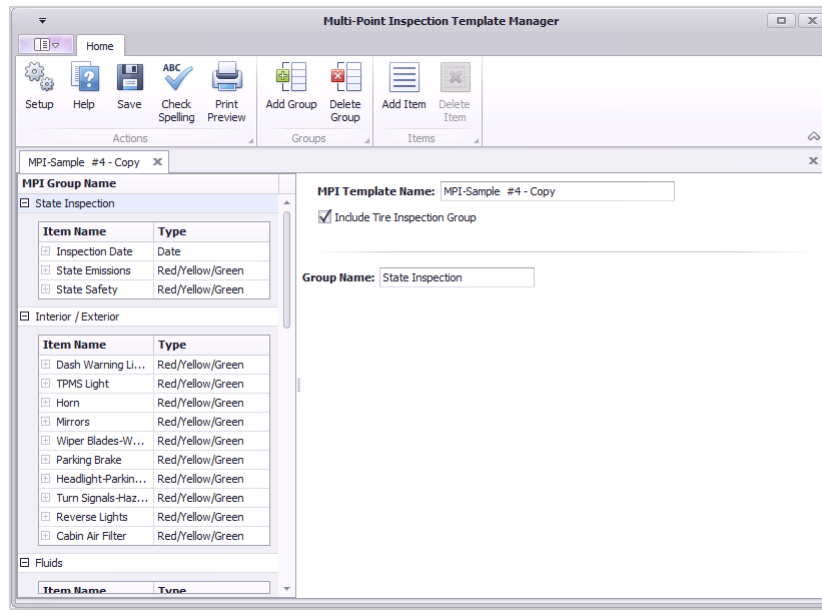 Multi-Point Inspection Template Manager
Home
ABC
Setup Help Save Check Spelling Print Preview Add Group Delete Group Add Item Delete Item
Actions Groups Items
MPI-Sample #4 - Copy
MPI Group Name
State Inspection
Item Name Type
Inspection Date Date
State Emissions Red/Yellow/Green
State Safety Red/Yellow/Green
Interior / Exterior
Item Name Type
Dash Warning Li... Red/Yellow/Green
TPMS Light Red/Yellow/Green
Horn Red/Yellow/Green
Mirrors Red/Yellow/Green
Wiper Blades-W... Red/Yellow/Green
Parking Brake Red/Yellow/Green
Headlight-Parkin... Red/Yellow/Green
Turn Signals-Haz... Red/Yellow/Green
Reverse Lights Red/Yellow/Green
Cabin Air Filter Red/Yellow/Green
Fluids
Item Name Type
MPI Template Name: MPI-Sample #4 - Copy
Include Tire Inspection Group
Group Name: State Inspection